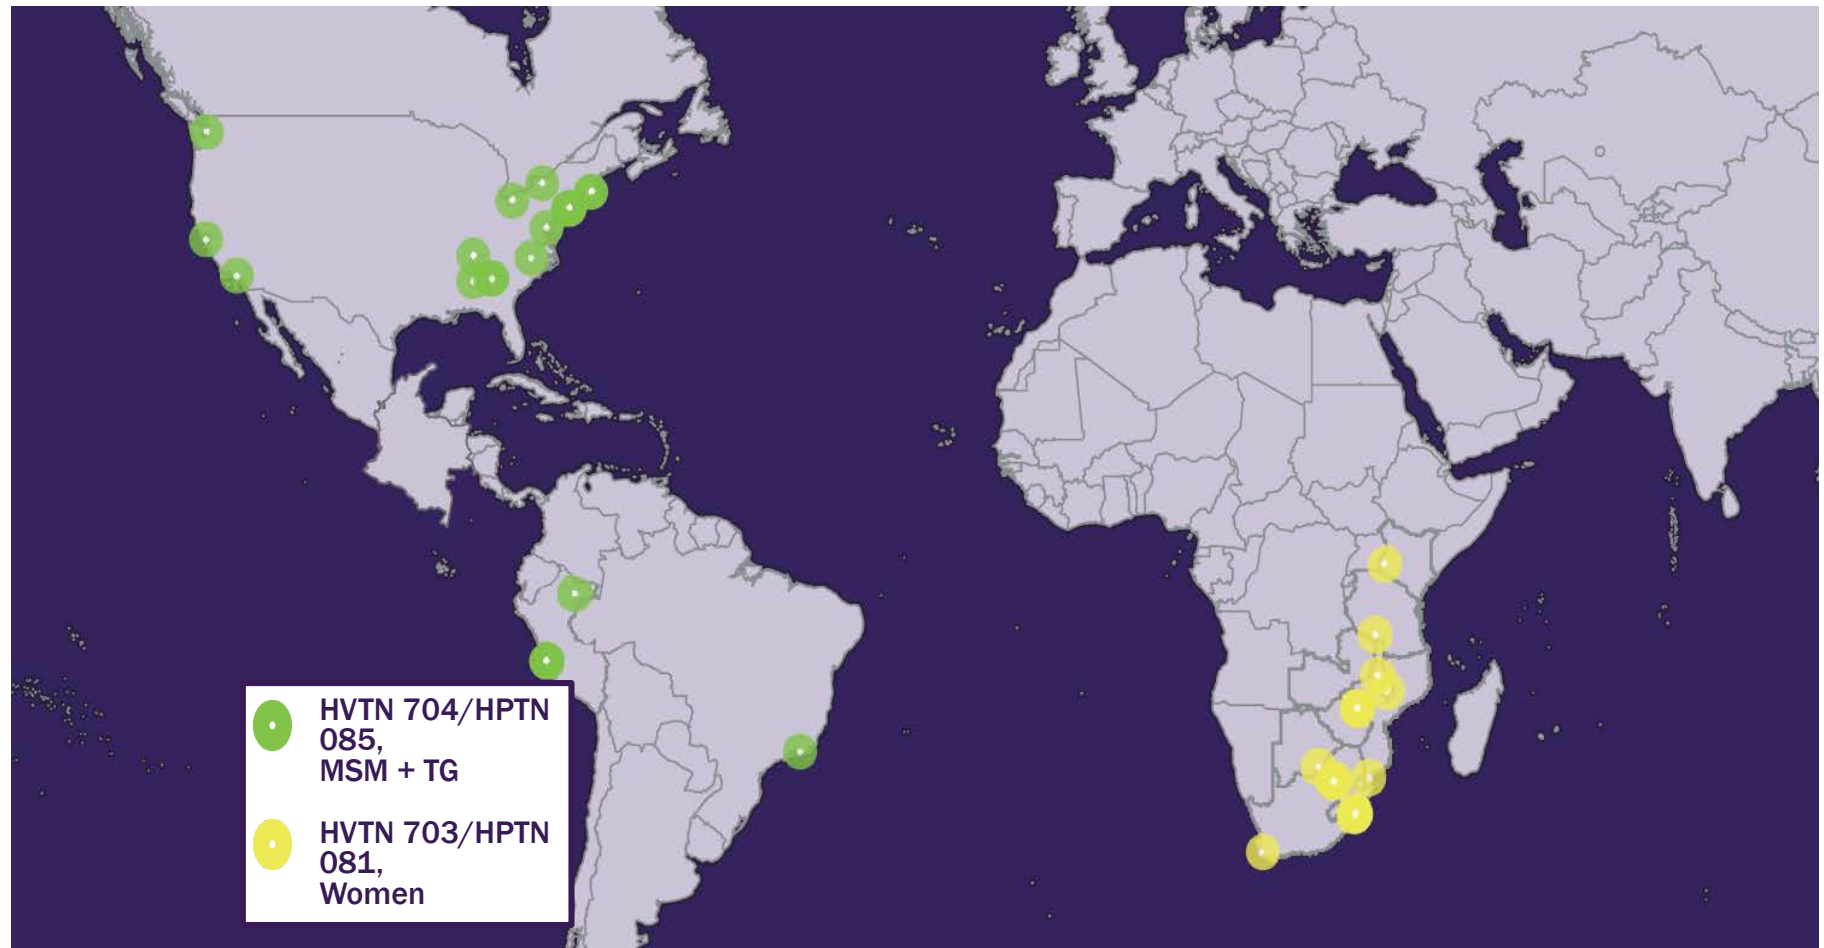 HVTN 704/HPTN
085,
MSM + TG
HVTN 703/HPTN
081,
Women